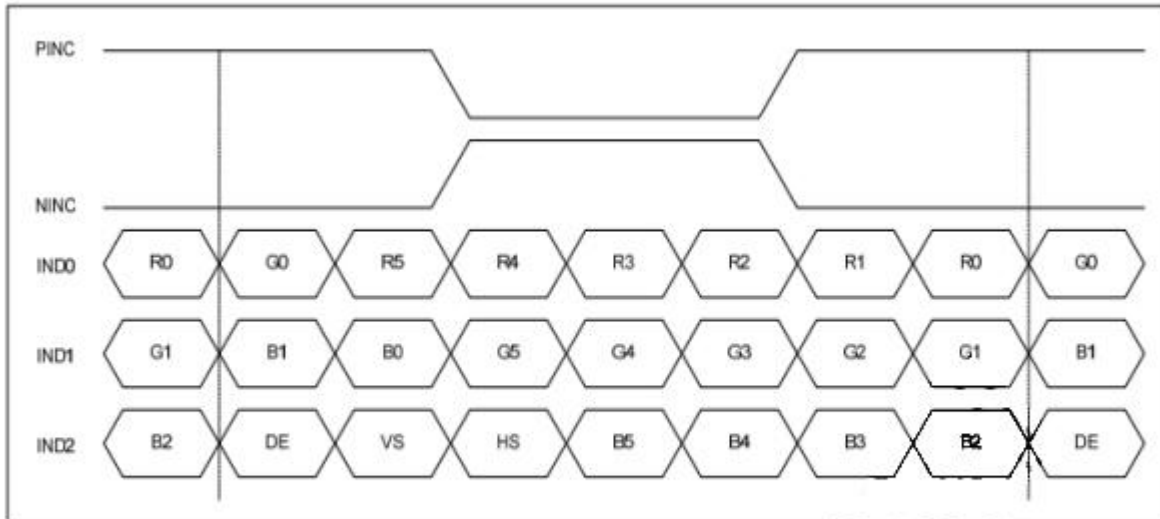 PINC
NINC
IND0 R0 G0 R5 R4 R3 R2 R1 R0 G0
IND1 G1 B1 B0 G5 G4 G3 G2 G1 B1
IND2 B2 DE VS HS B5 B4 B3 B2 DE